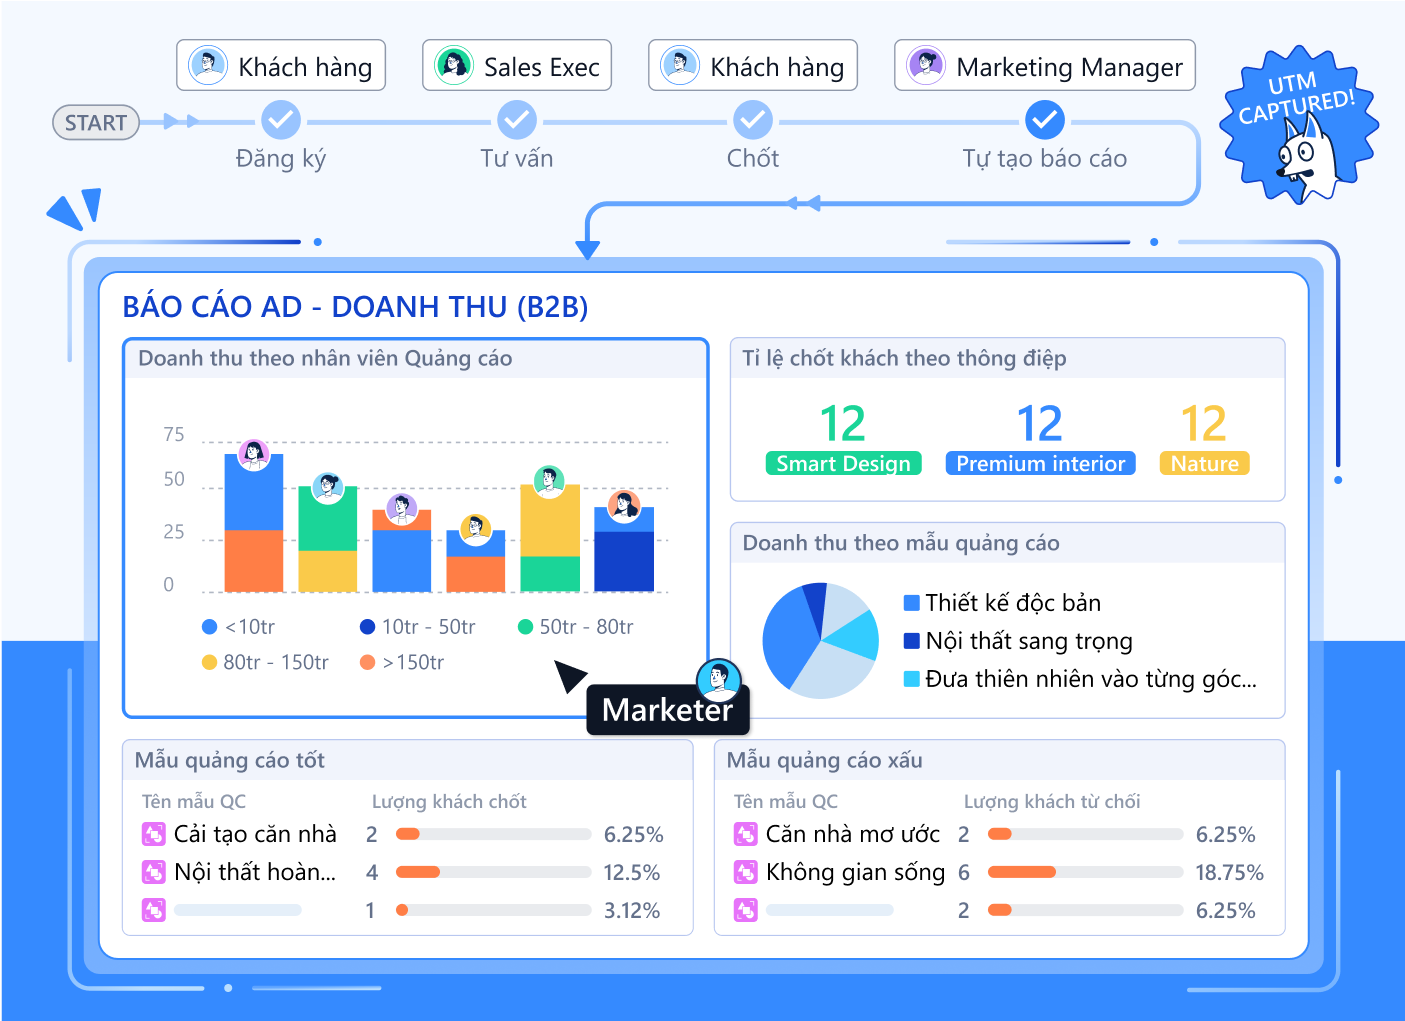 Khách hàng
Sales Exec
Khách hàng
Marketing Manager
UTM
CAPTURED!
START
Đăng ký
Tư vấn
Chốt
Tự tạo báo cáo
BÁO CÁO AD - DOANH THU (B2B)
Doanh thu theo nhân viên Quảng cáo
75
50
25
0
<10tr
10tr - 50tr
50tr - 80tr
80tr - 150tr
>150tr
Marketer
Tỉ lệ chốt khách theo thông điệp
12
12
12
Smart Design
Premium interior
Nature
Doanh thu theo mẫu quảng cáo
Thiết kế độc bản
Nội thất sang trọng
Đưa thiên nhiên vào từng góc...
Mẫu quảng cáo tốt
Tên mẫu QC
Lượng khách chốt
Cải tạo căn nhà 2 6.25%
Nội thất hoàn... 4 12.5%
1 3.12%
Mẫu quảng cáo xấu
Tên mẫu QC
Lượng khách từ chối
Căn nhà mơ ước 2 6.25%
Không gian sống 6 18.75%
2 6.25%